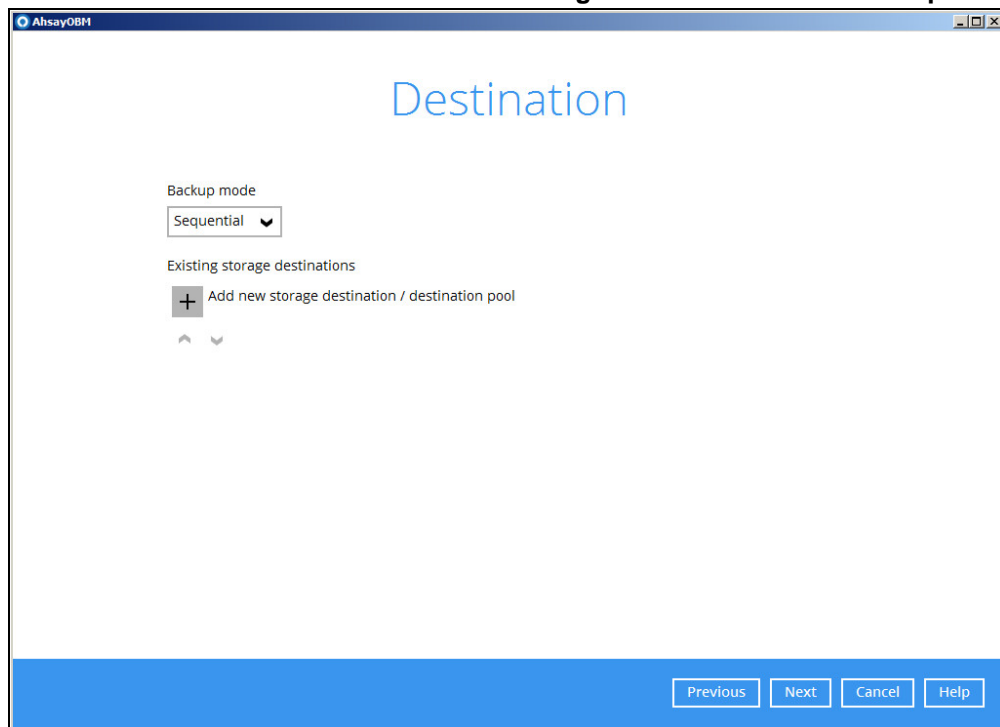 AhsayOBM
Destination
Backup mode
Sequential
Existing storage destinations
Add new storage destination / destination pool
Previous Next Cancel Help